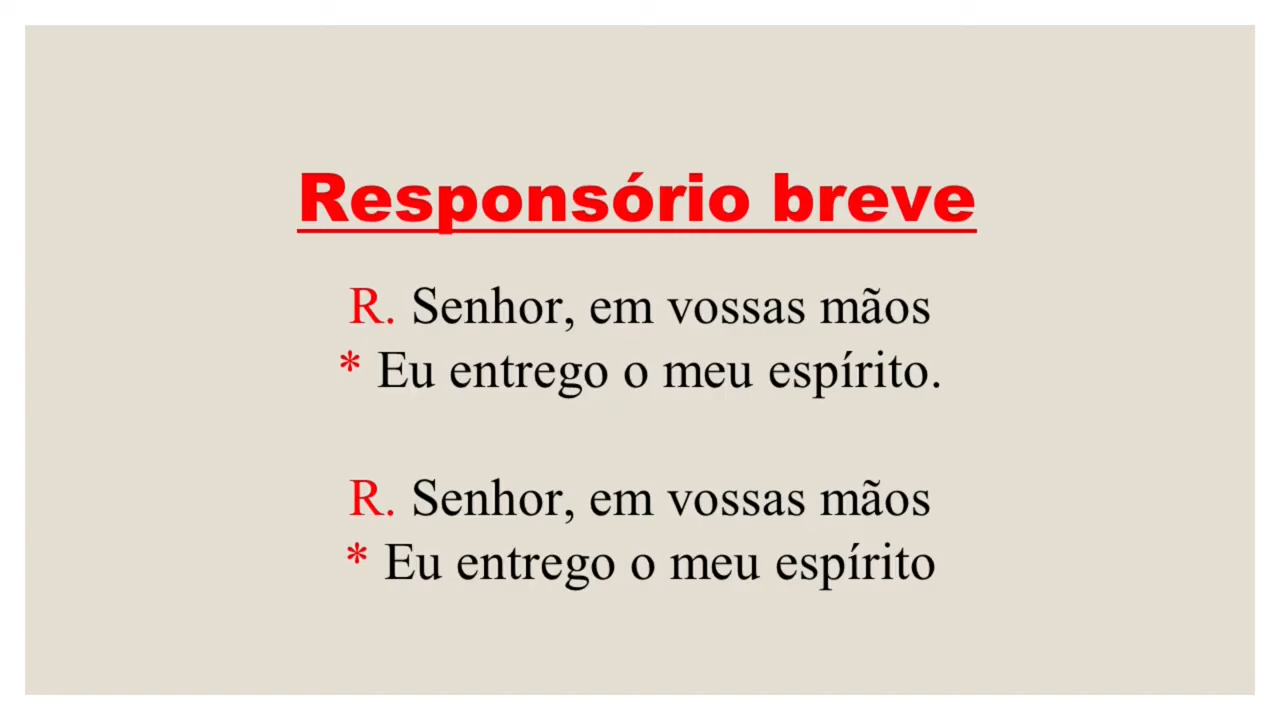 Responsório breve
R. Senhor, em vossas mãos
* Eu entrego o meu espírito.
R. Senhor, em vossas mãos
* Eu entrego o meu espírito